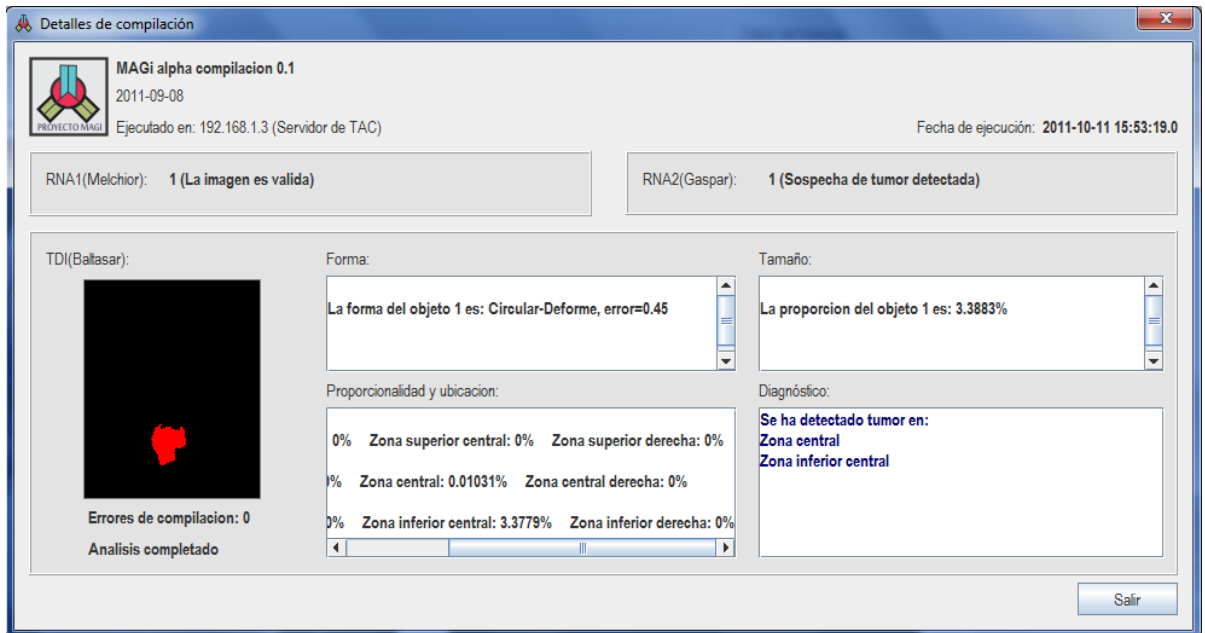 Detalles de compilación
MAGi alpha compilacion 0.1
2011-09-08
PROYECTO MAGI
Ejecutado en: 192.168.1.3 (Servidor de TAC)
Fecha de ejecución: 2011-10-11 15:53:19.0
RNA1(Melchior): 1 (La imagen es valida)
RNA2(Gaspar): 1 (Sospecha de tumor detectada)
TDI(Baltasar):
Errores de compilacion: 0
Analisis completado
Forma:
La forma del objeto 1 es: Circular-Deforme, error=0.45
Tamaño:
La proporcion del objeto 1 es: 3.3883%
Proporcionalidad y ubicacion:
0% Zona superior central: 0% Zona superior derecha: 0%
% Zona central: 0.01031% Zona central derecha: 0%
0% Zona inferior central: 3.3779% Zona inferior derecha: 0%
Diagnóstico:
Se ha detectado tumor en:
Zona central
Zona inferior central
Salir